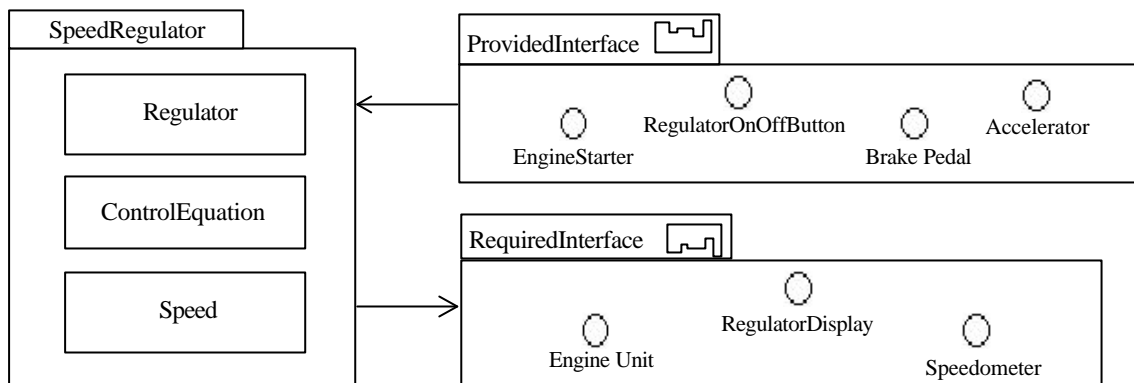 SpeedRegulator
Regulator
ControlEquation
Speed
ProvidedInterface
EngineStarter
RegulatorOnOffButton
Brake Pedal
Accelerator
RequiredInterface
Engine Unit
RegulatorDisplay
Speedometer